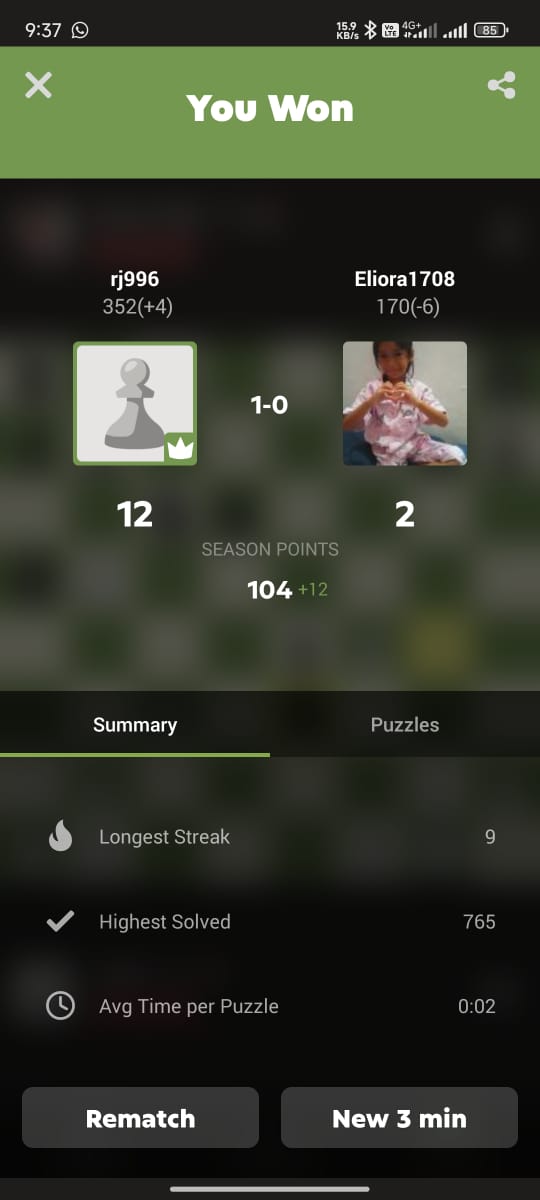 9:37
15.9
KB/s
Vo
LTE
4G+
85
You Won
rj996
Eliora1708
352(+4)
170(-6)
1-0
12
2
SEASON POINTS
104 +12
Summary
Puzzles
Longest Streak
9
Highest Solved
765
Avg Time per Puzzle
0:02
Rematch
New 3 min